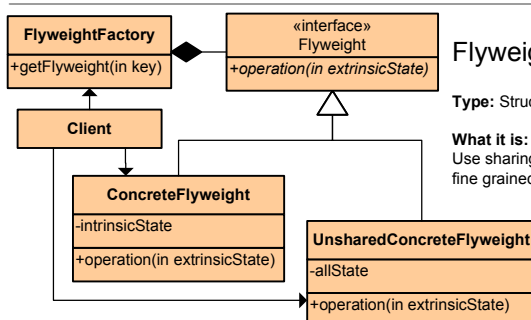 FlyweightFactory
+getFlyweight(in key)
«interface»
Flyweight
+operation(in extrinsicState)
Client
ConcreteFlyweight
-intrinsicState
+operation(in extrinsicState)
UnsharedConcreteFlyweight
-allState
+operation(in extrinsicState)
Type:
What it is:
Use sharing
fine grained